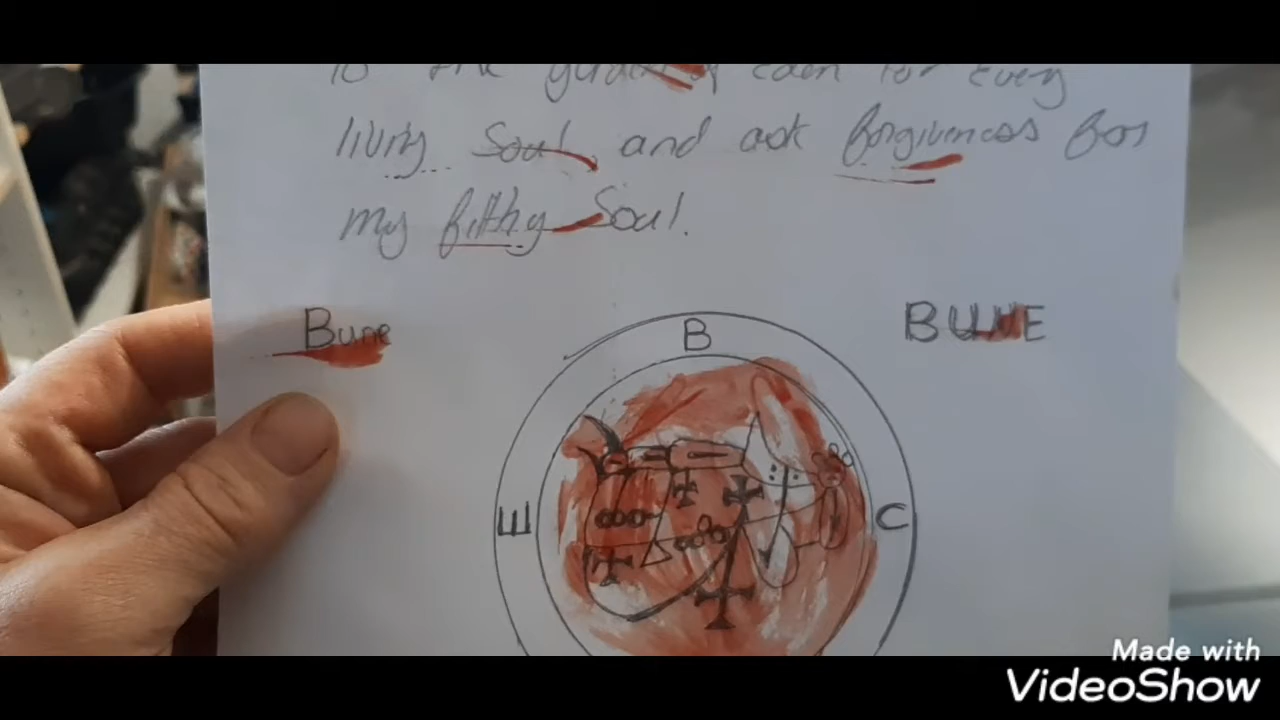 living Soul and ask forgiveness for
my filthy Soul.
Bune
BUNE
B
E
C
Made with
VideoShow